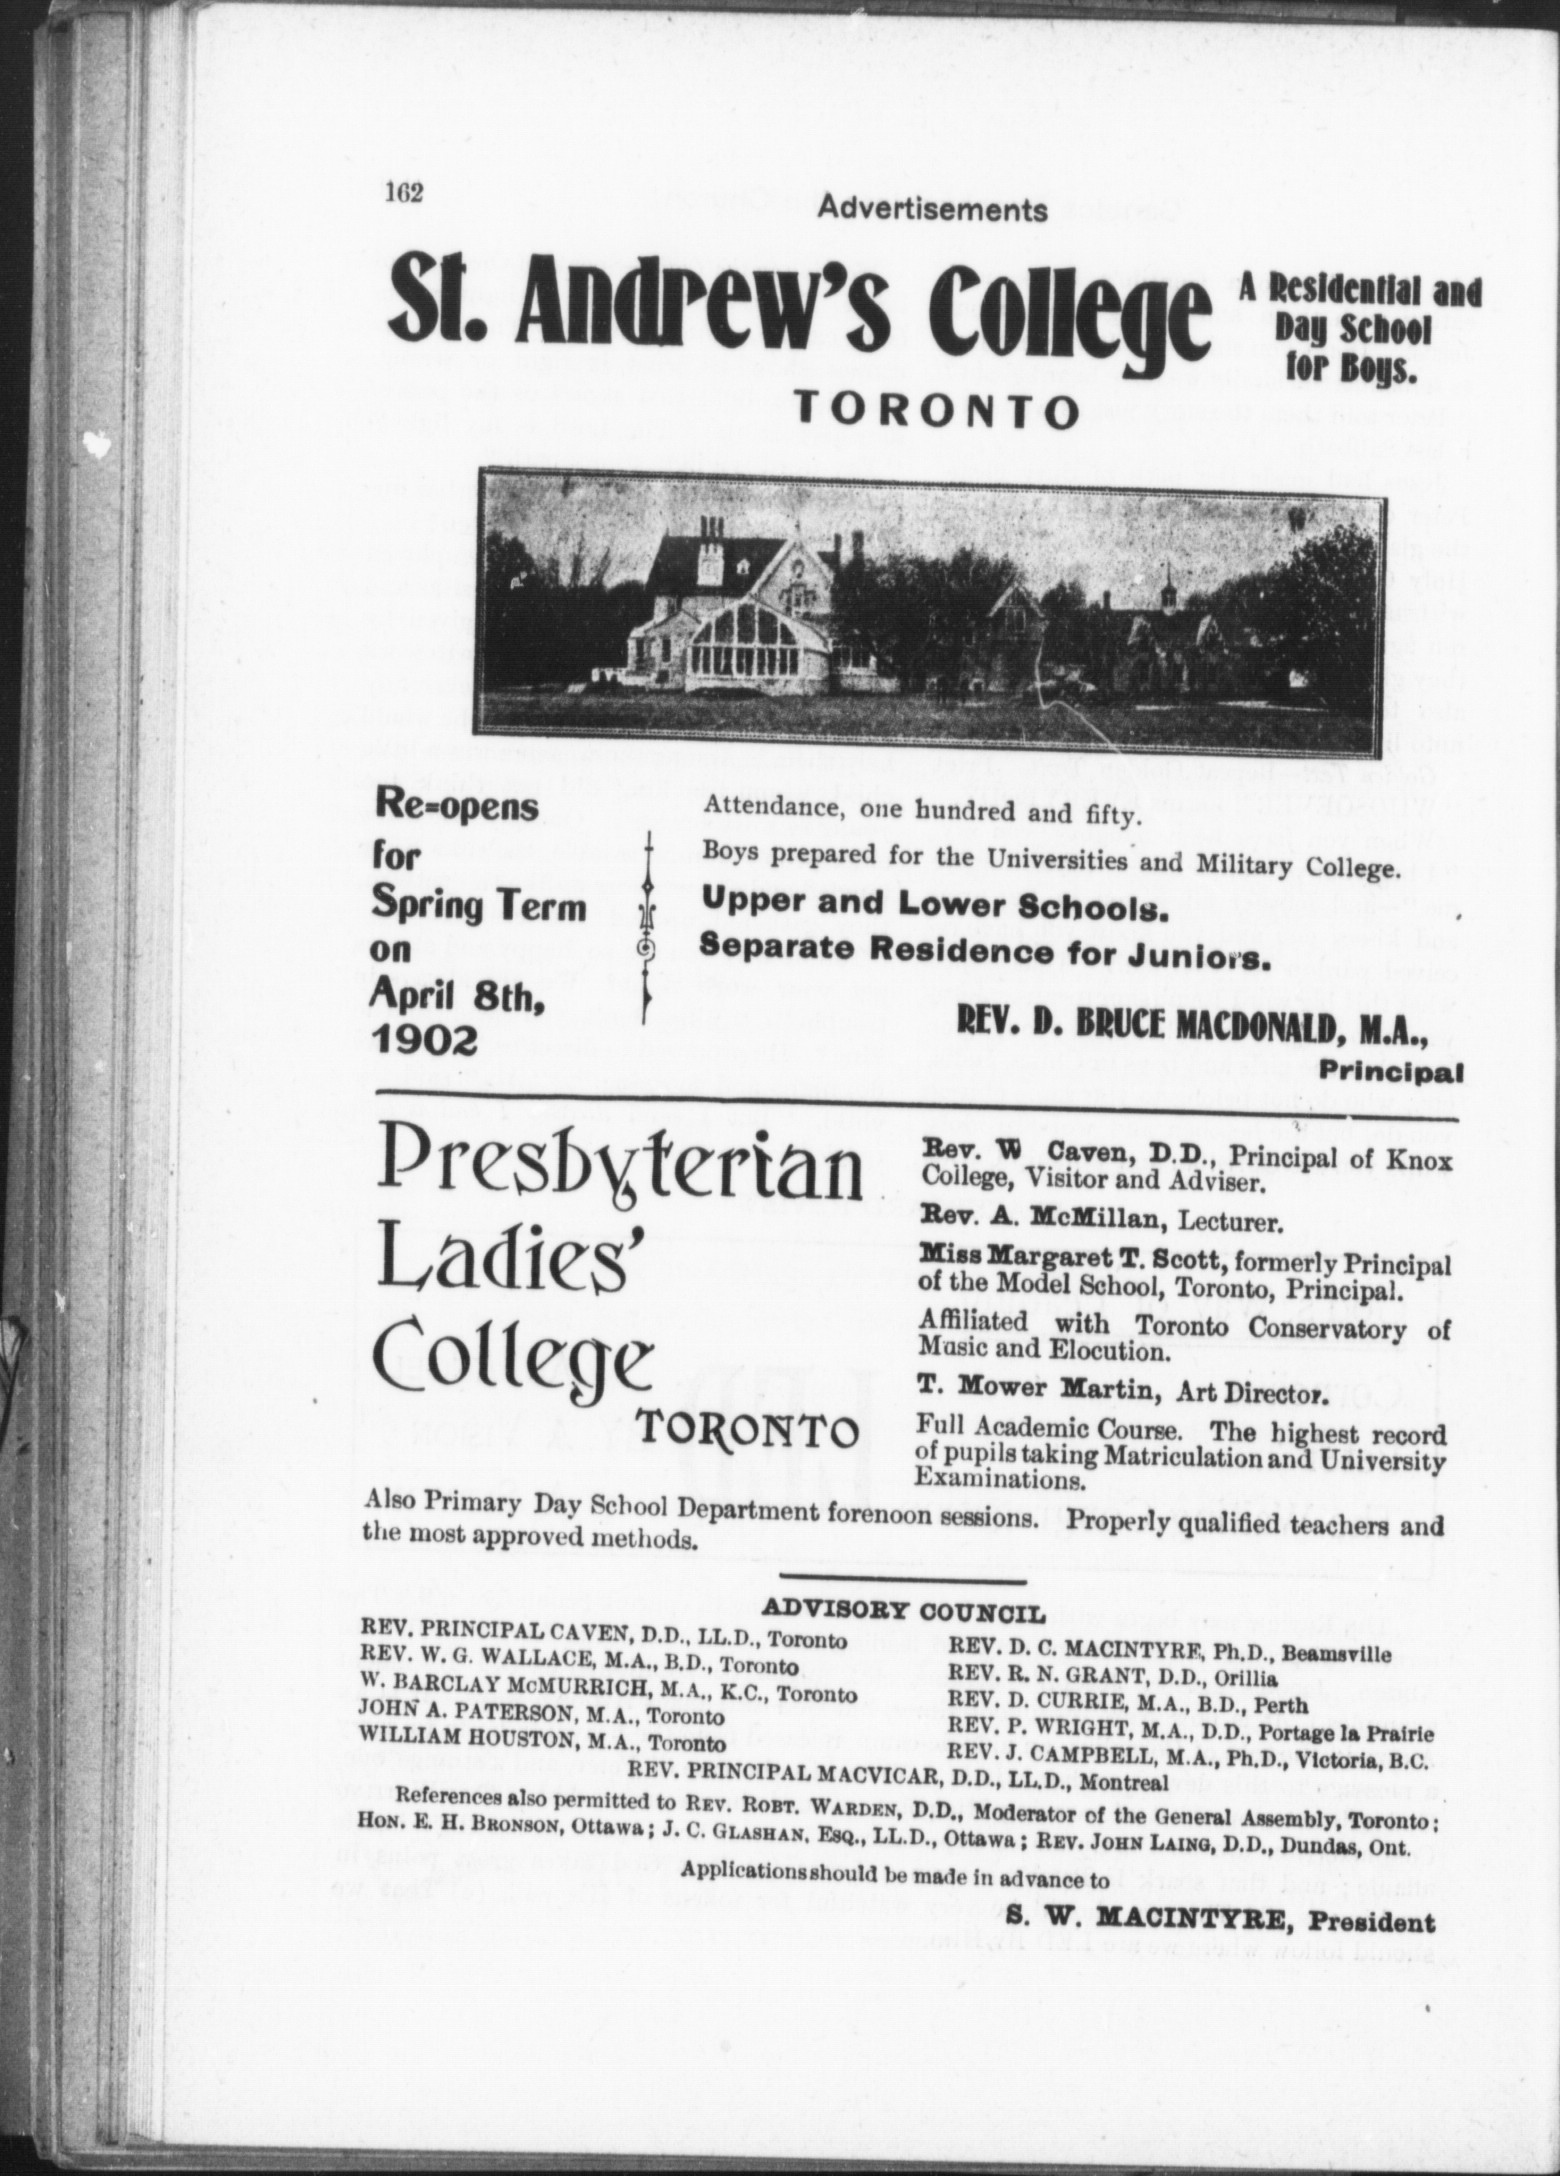 162
Advertisements
St. Andrew's College
A Residential and
Day School
for Boys.
TORONTO
Re=opens
for
Spring Term
on
April 8th,
1902
Attendance, one hundred and fifty.
Boys prepared for the Universities and Military College.
Upper and Lower Schools.
Separate Residence for Juniors.
REV. D. BRUCE MACDONALD, M.A.,
Principal
Presbyterian
Ladies'
College
TORONTO
Rev. W Caven, D.D., Principal of Knox
College, Visitor and Adviser.
Rev. A. McMillan, Lecturer.
Miss Margaret T. Scott, formerly Principal
of the Model School, Toronto, Principal.
Affiliated with Toronto Conservatory of
Music and Elocution.
T. Mower Martin, Art Director.
Full Academic Course. The highest record
of pupils taking Matriculation and University
Examinations.
Also Primary Day School Department forenoon sessions. Properly qualified teachers and
the most approved methods.
ADVISORY COUNCIL
REV. PRINCIPAL CAVEN, D.D., LL.D., Toronto
REV. W. G. WALLACE, M.A., B.D., Toronto
W. BARCLAY McMURRICH, M.A., K.C., Toronto
JOHN A. PATERSON, M.A., Toronto
WILLIAM HOUSTON, M.A., Toronto
REV. D. C. MACINTYRE, Ph.D., Beamsville
REV. R. N. GRANT, D.D., Orillia
REV. D. CURRIE, M.A., B.D., Perth
REV. P. WRIGHT, M.A., D.D., Portage la Prairie
REV. J. CAMPBELL, M.A., Ph.D., Victoria, B.C.
REV. PRINCIPAL MACVICAR, D.D., LL.D., Montreal
References also permitted to REV. ROBT. WARDEN, D.D., Moderator of the General Assembly, Toronto;
HON. E. H. BRONSON, Ottawa; J. C. GLASHAN, ESQ., LL.D., Ottawa; REV. JOHN LAING, D.D., Dundas, Ont.
Applications should be made in advance to
S. W. MACINTYRE, President